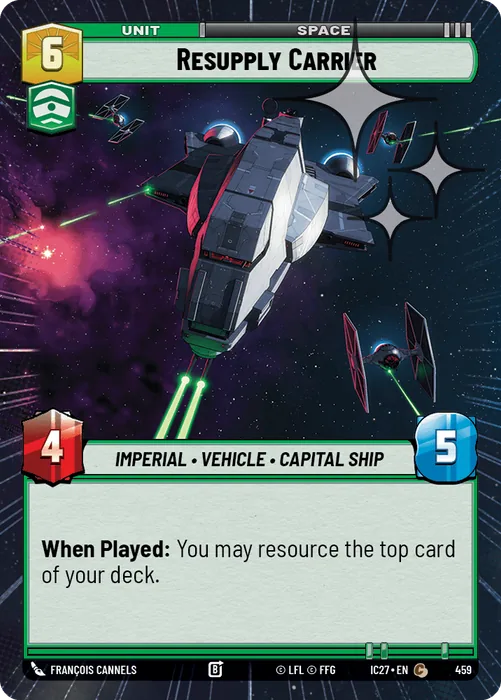 UNIT
SPACE
6
RESUPPLY CARRIER
4
IMPERIAL • VEHICLE • CAPITAL SHIP
5
When Played: You may resource the top card
of your deck.
FRANÇOIS CANNELS
B
© LFL © FFG
IC27 • EN
C
459